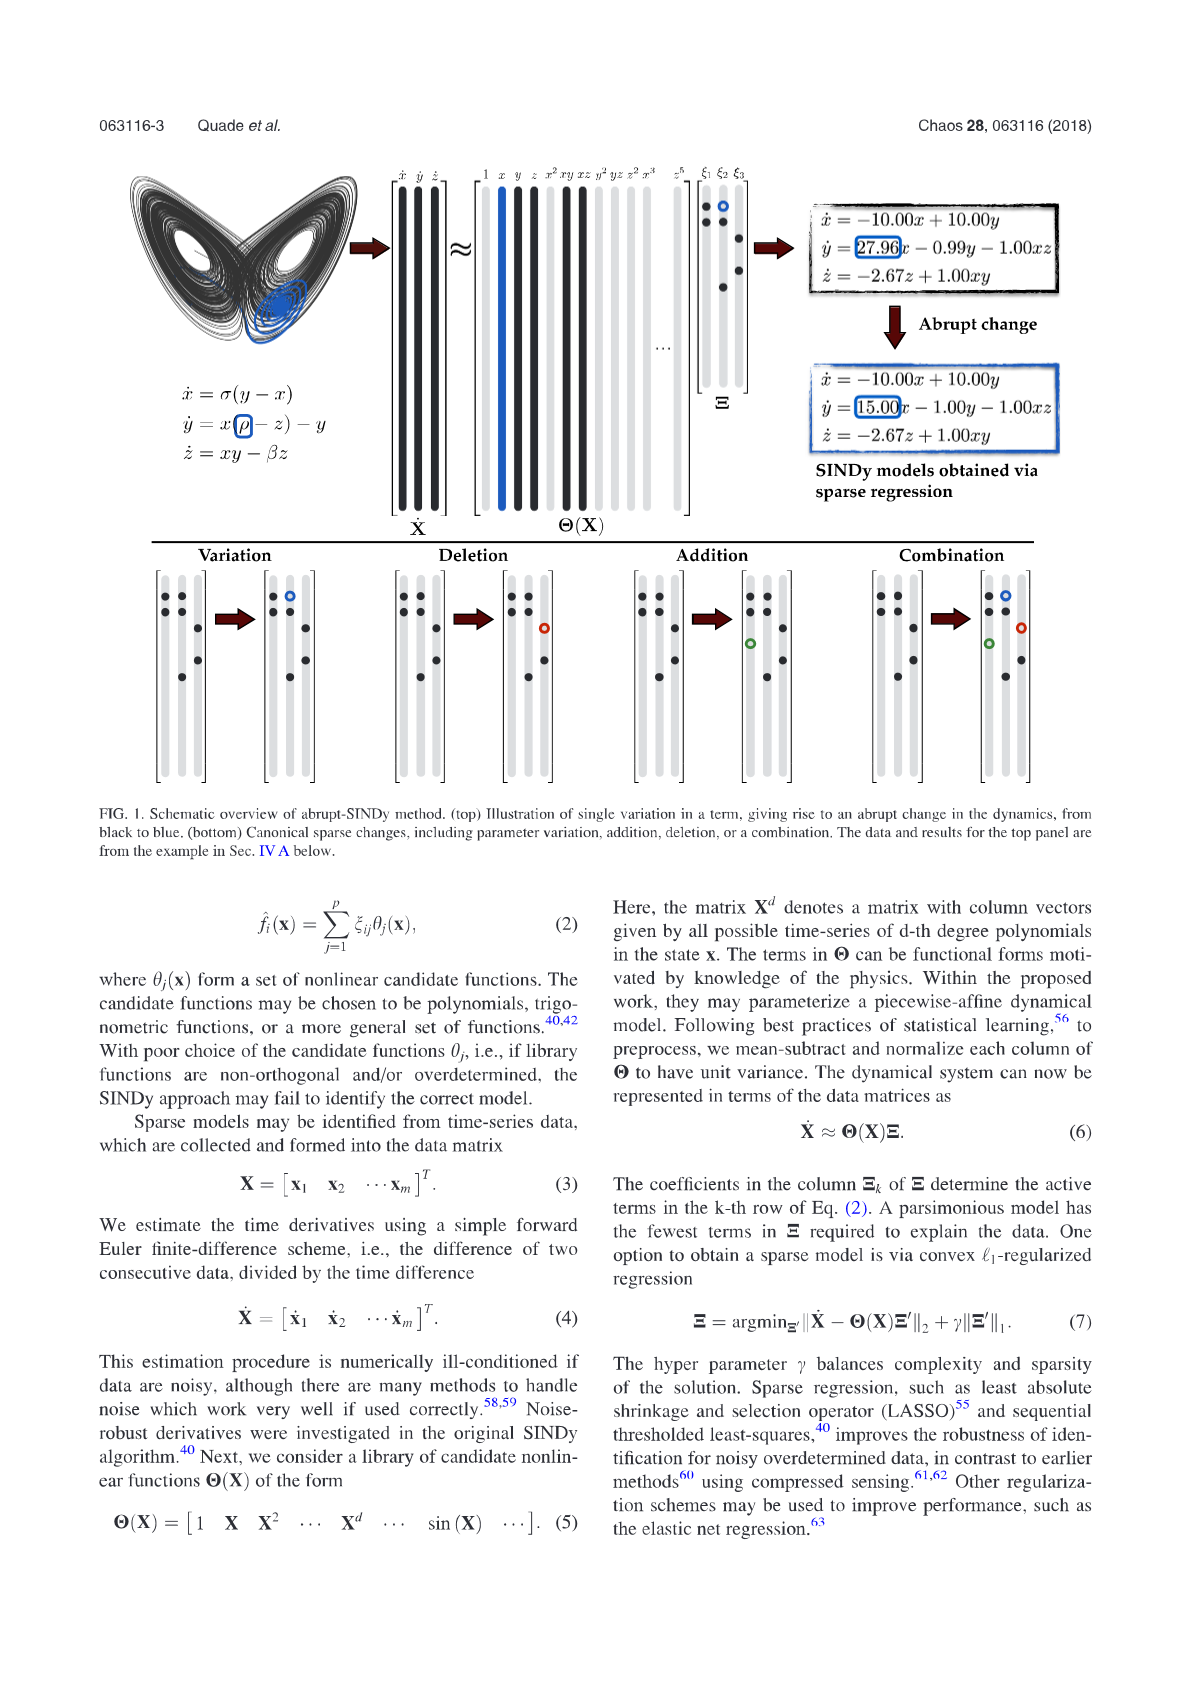 063116-3 Quade et al. Chaos 28, 063116 (2018)
ẋ ẏ ż
1 x y z x² xy xz y² yz z² x³ z⁵
ξ₁ ξ₂ ξ₃
≈
...
ẋ = σ(y − x)
ẏ = x(ρ − z) − y
ż = xy − βz
Ẋ
Θ(X)
Ξ
ẋ = −10.00x + 10.00y
ẏ = 27.96x − 0.99y − 1.00xz
ż = −2.67z + 1.00xy
Abrupt change
ẋ = −10.00x + 10.00y
ẏ = 15.00x − 1.00y − 1.00xz
ż = −2.67z + 1.00xy
SINDy models obtained via
sparse regression
Variation Deletion Addition Combination
FIG. 1. Schematic overview of abrupt-SINDy method. (top) Illustration of single variation in a term, giving rise to an abrupt change in the dynamics, from
black to blue. (bottom) Canonical sparse changes, including parameter variation, addition, deletion, or a combination. The data and results for the top panel are
from the example in Sec. IV A below.
f̂ᵢ(x) = ∑ⱼ₌₁ᵖ ξᵢⱼθⱼ(x), (2)
where θⱼ(x) form a set of nonlinear candidate functions. The
candidate functions may be chosen to be polynomials, trigo-
nometric functions, or a more general set of functions.⁴⁰,⁴²
With poor choice of the candidate functions θⱼ, i.e., if library
functions are non-orthogonal and/or overdetermined, the
SINDy approach may fail to identify the correct model.
Sparse models may be identified from time-series data,
which are collected and formed into the data matrix
X = [x₁ x₂ ⋯xₘ]ᵀ. (3)
We estimate the time derivatives using a simple forward
Euler finite-difference scheme, i.e., the difference of two
consecutive data, divided by the time difference
Ẋ = [ẋ₁ ẋ₂ ⋯ẋₘ]ᵀ. (4)
This estimation procedure is numerically ill-conditioned if
data are noisy, although there are many methods to handle
noise which work very well if used correctly.⁵⁸,⁵⁹ Noise-
robust derivatives were investigated in the original SINDy
algorithm.⁴⁰ Next, we consider a library of candidate nonlin-
ear functions Θ(X) of the form
Θ(X) = [1 X X² ⋯ Xᵈ ⋯ sin (X) ⋯]. (5)
Here, the matrix Xᵈ denotes a matrix with column vectors
given by all possible time-series of d-th degree polynomials
in the state x. The terms in Θ can be functional forms moti-
vated by knowledge of the physics. Within the proposed
work, they may parameterize a piecewise-affine dynamical
model. Following best practices of statistical learning,⁵⁶ to
preprocess, we mean-subtract and normalize each column of
Θ to have unit variance. The dynamical system can now be
represented in terms of the data matrices as
Ẋ ≈ Θ(X)Ξ. (6)
The coefficients in the column Ξₖ of Ξ determine the active
terms in the k-th row of Eq. (2). A parsimonious model has
the fewest terms in Ξ required to explain the data. One
option to obtain a sparse model is via convex ℓ₁-regularized
regression
Ξ = argmin_Ξ′‖Ẋ − Θ(X)Ξ′‖₂ + γ‖Ξ′‖₁. (7)
The hyper parameter γ balances complexity and sparsity
of the solution. Sparse regression, such as least absolute
shrinkage and selection operator (LASSO)⁵⁵ and sequential
thresholded least-squares,⁴⁰ improves the robustness of iden-
tification for noisy overdetermined data, in contrast to earlier
methods⁶⁰ using compressed sensing.⁶¹,⁶² Other regulariza-
tion schemes may be used to improve performance, such as
the elastic net regression.⁶³